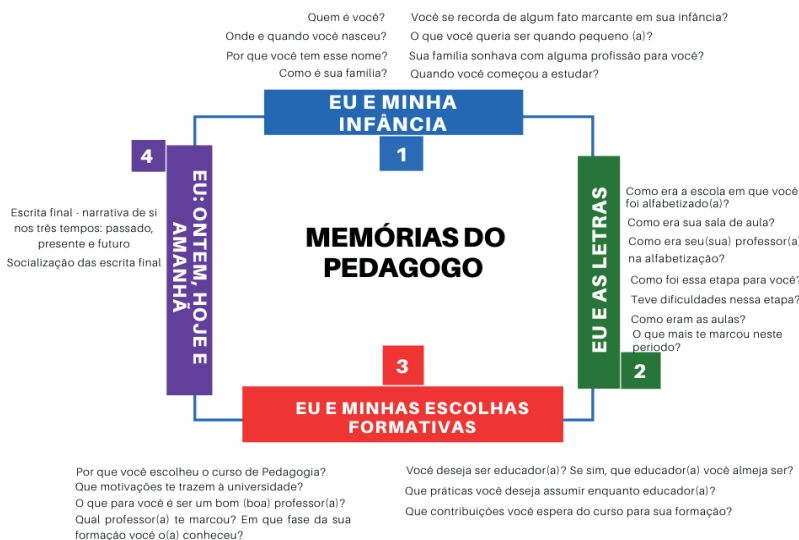 Quem é você?
Onde e quando você nasceu?
Por que você tem esse nome?
Como é sua família?
Você se recorda de algum fato marcante em sua infância?
O que você queria ser quando pequeno (a)?
Sua família sonhava com alguma profissão para você?
Quando você começou a estudar?
EU E MINHA
INFÂNCIA
1
MEMÓRIAS DO
PEDAGOGO
EU E AS LETRAS
2
Como era a escola em que você
foi alfabetizado(a)?
Como era sua sala de aula?
Como era seu(sua) professor(a)
na alfabetização?
Como foi essa etapa para você?
Teve dificuldades nessa etapa?
Como eram as aulas?
O que mais te marcou neste
periodo?
3
EU E MINHAS ESCOLHAS
FORMATIVAS
Por que você escolheu o curso de Pedagogia?
Que motivações te trazem à universidade?
O que para você é ser um bom (boa) professor(a)?
Qual professor(a) te marcou? Em que fase da sua
formação você o(a) conheceu?
Você deseja ser educador(a)? Se sim, que educador(a) você almeja ser?
Que práticas você deseja assumir enquanto educador(a)?
Que contribuições você espera do curso para sua formação?
4
EU: ONTEM, HOJE E
AMANHÃ
Escrita final - narrativa de si
nos três tempos: passado,
presente e futuro
Socialização das escrita final